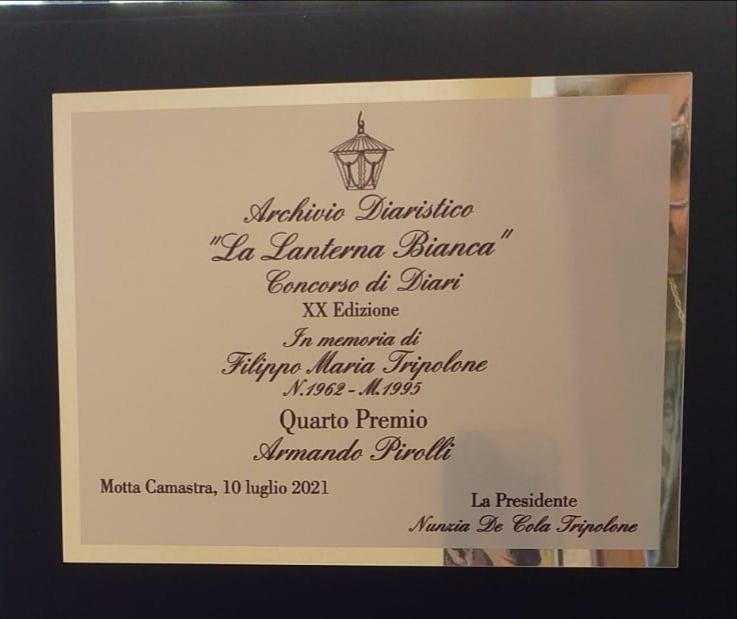 Archivio Diaristico
"La Lanterna Bianca"
Concorso di Diari
XX Edizione
In memoria di
Filippo Maria Tripolone
N.1962 - M.1995
Quarto Premio
Armando Pirolli
Motta Camastra, 10 luglio 2021
La Presidente
Nunzia De Cola Tripolone